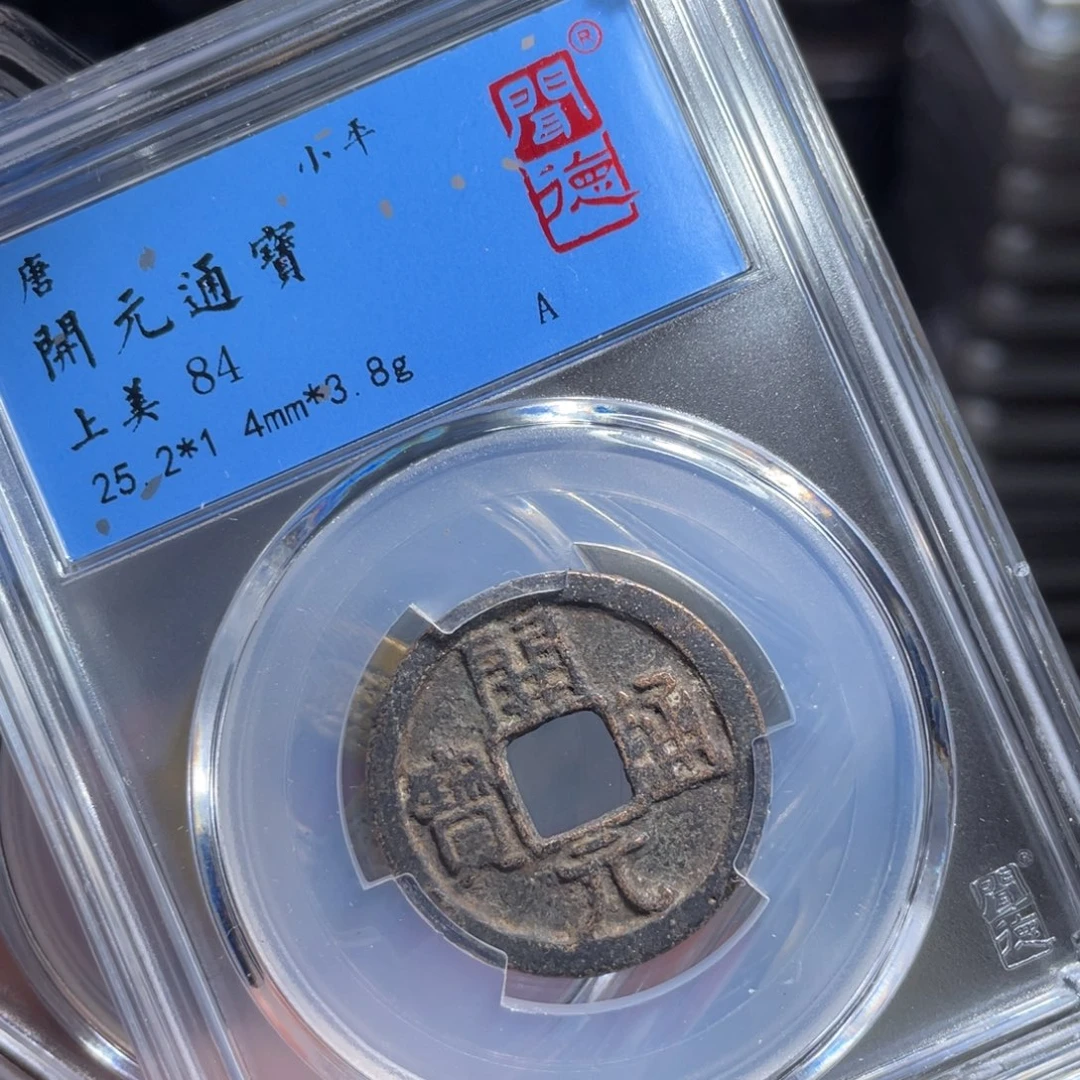 唐
小平
開元通寶
上美 84
A
25.2*1 4mm*3.8g
聞德
®
開通元寶
聞德
®